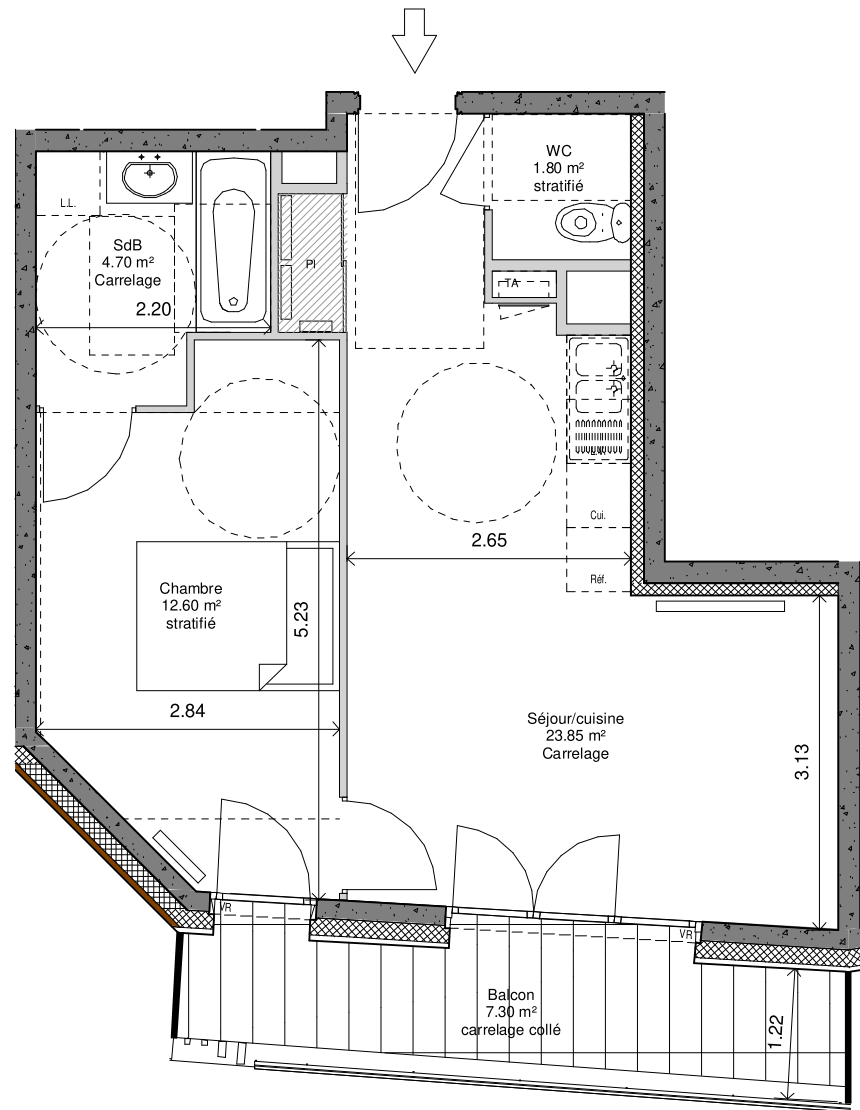 WC
1.80 m²
stratifié
L.L.
SdB
4.70 m²
Carrelage
2.20
Pl
TA
L.V.
Cui.
2.65
Réf.
Chambre
12.60 m²
stratifié
5.23
2.84
Séjour/cuisine
23.85 m²
Carrelage
3.13
VR
VR
Balcon
7.30 m²
carrelage collé
1.22